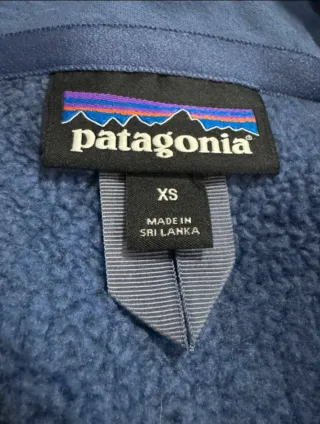 patagonia®
XS
MADE IN
SRI LANKA